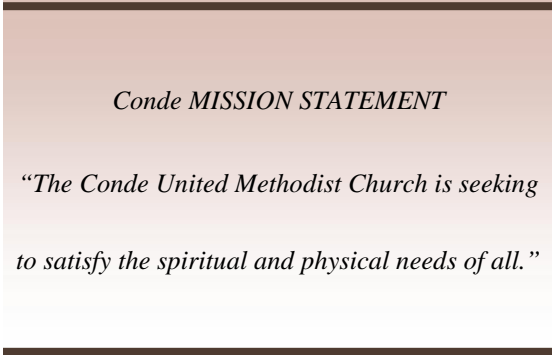 Conde MISSION STATEMENT
“The Conde United Methodist Church is seeking
to satisfy the spiritual and physical needs of all.”